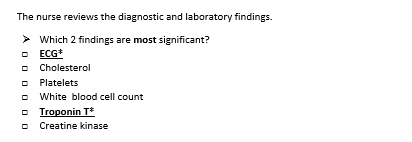 The nurse reviews the diagnostic and laboratory findings.
➤ Which 2 findings are most significant?
□ ECG*
□ Cholesterol
□ Platelets
□ White blood cell count
□ Troponin T*
□ Creatine kinase